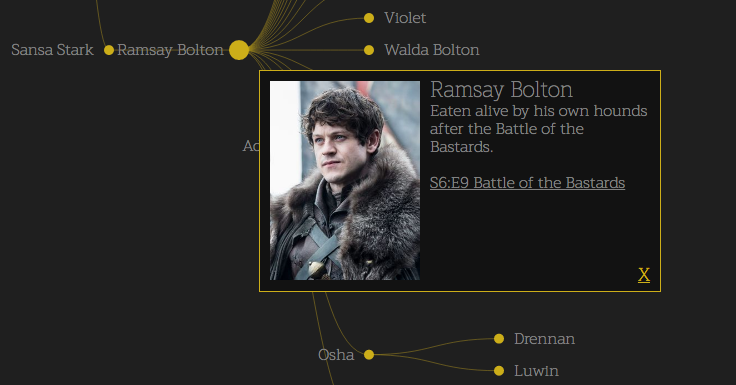 Violet
Sansa Stark
Ramsay Bolton
Walda Bolton
Ramsay Bolton
Eaten alive by his own hounds
after the Battle of the
Bastards.
S6:E9 Battle of the Bastards
X
Drennan
Osha
Luwin